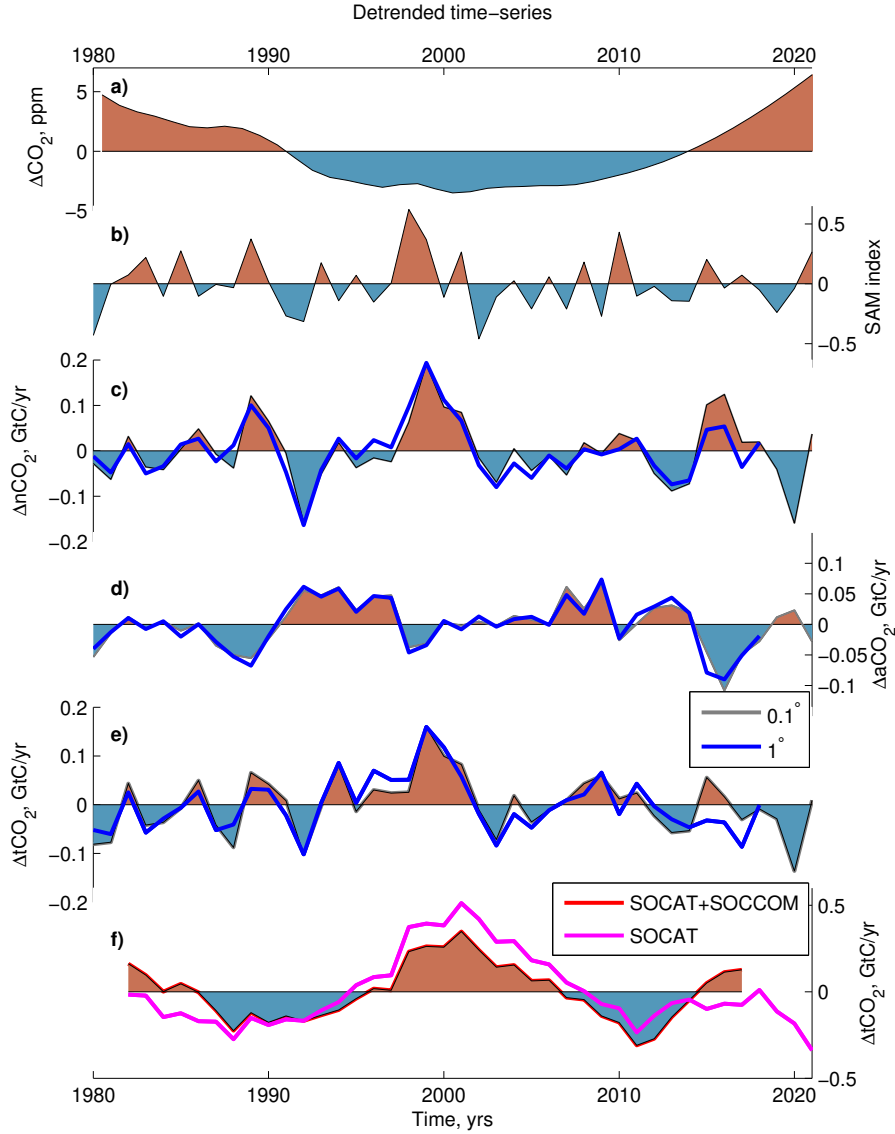 Detrended time−series
1980 1990 2000 2010 2020
a)
5
0
−5
ΔCO2, ppm
b)
0.5
0
−0.5
SAM index
c)
0.2
0.1
0
−0.1
−0.2
ΔnCO2, GtC/yr
d)
0.1
0.05
0
−0.05
−0.1
ΔaCO2, GtC/yr
0.1°
1°
e)
0.2
0.1
0
−0.1
−0.2
ΔtCO2, GtC/yr
SOCAT+SOCCOM
SOCAT
f)
0.5
0
−0.5
ΔtCO2, GtC/yr
1980 1990 2000 2010 2020
Time, yrs